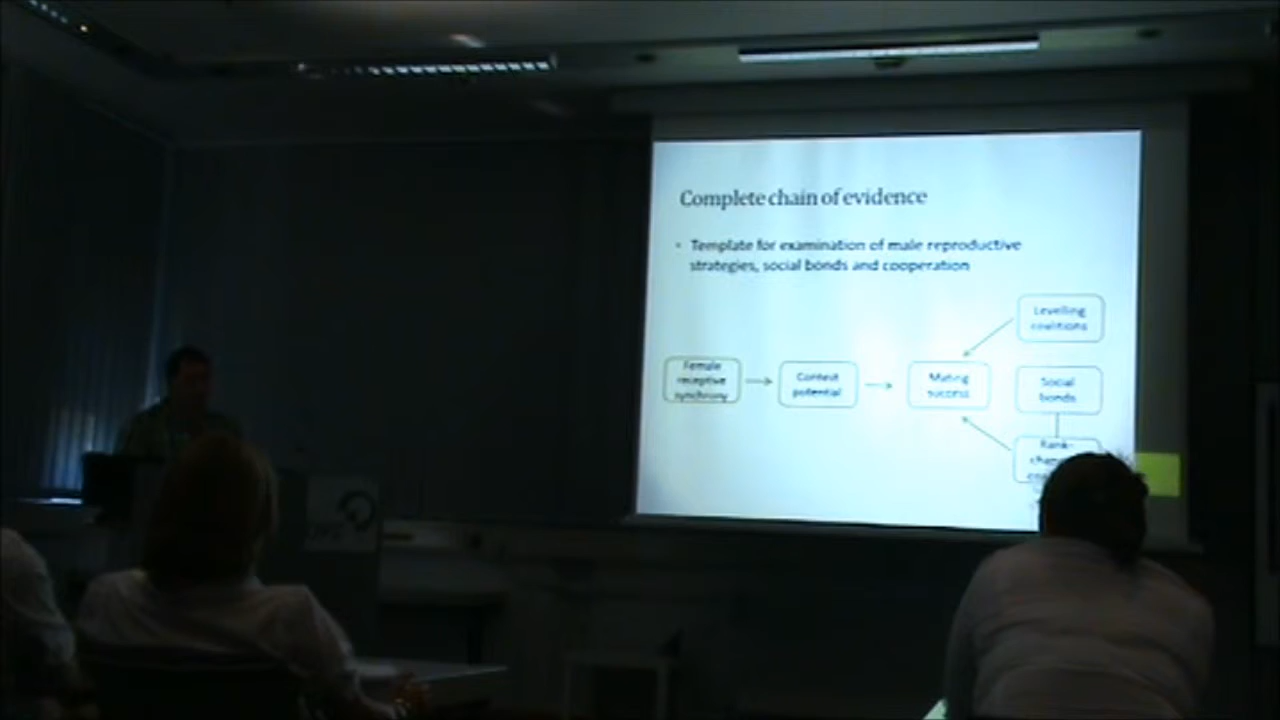 Complete chain of evidence
• Template for examination of male reproductive
strategies, social bonds and cooperation
Levelling
coalitions
Female
receptive
synchrony
Contest
potential
Mating
success
Social
bonds
Rank-